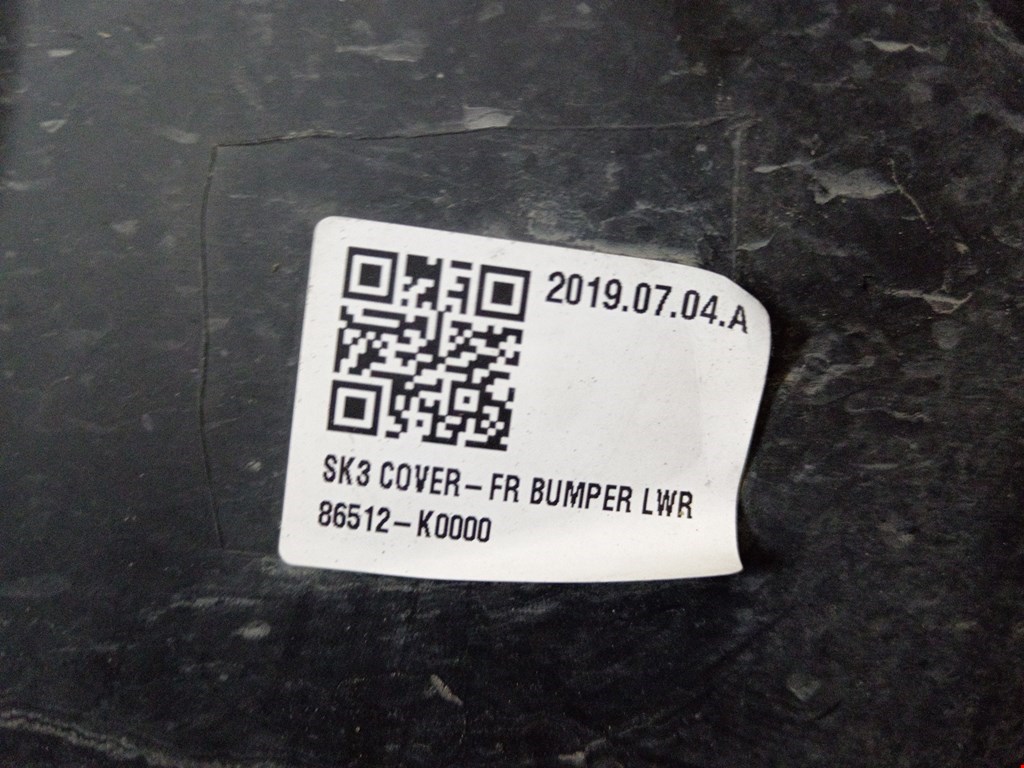 2019.07.04.A
SK3 COVER-FR BUMPER LWR
86512-K0000